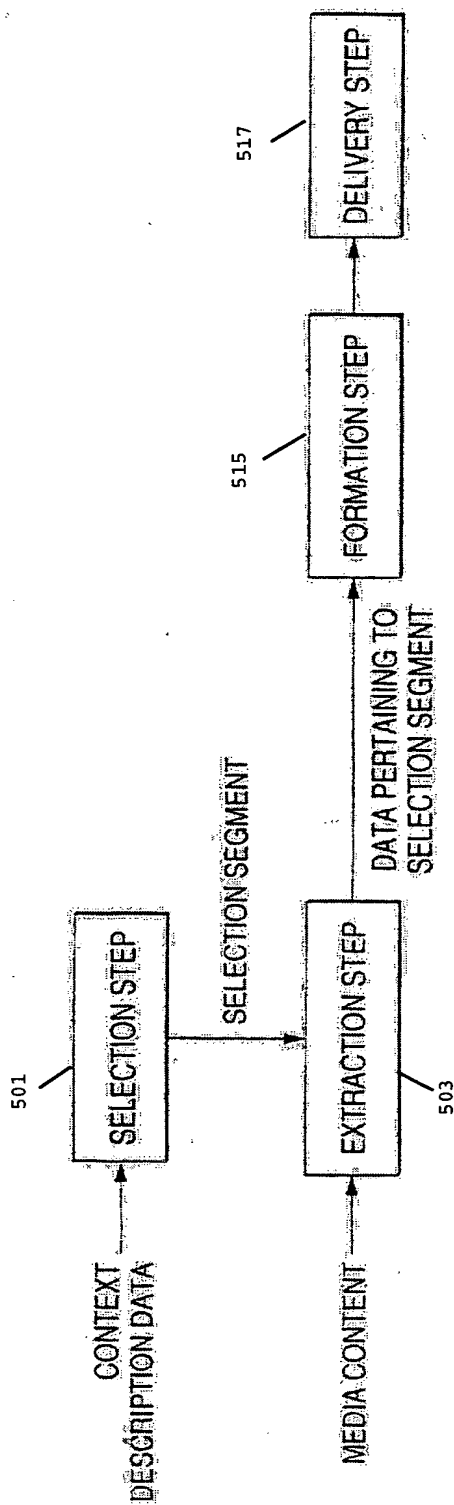 501
SELECTION STEP
CONTEXT
DESCRIPTION DATA
SELECTION SEGMENT
MEDIA CONTENT
EXTRACTION STEP
503
DATA PERTAINING TO
SELECTION SEGMENT
515
FORMATION STEP
517
DELIVERY STEP